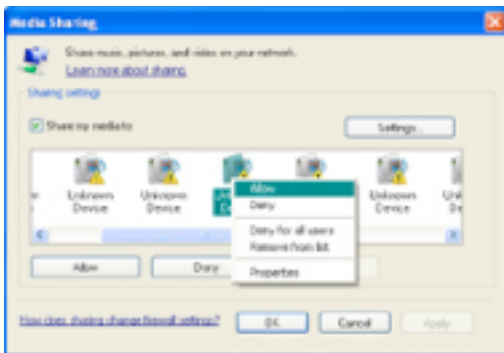 Media Sharing
Share music, pictures, and video on your network.
Learn more about sharing.
Sharing settings
Share my media to
Settings...
Unknown Device
Unknown Device
Unknown Device
Allow
Deny
Deny for all users
Remove from list
Properties
Allow
Deny
How does sharing change firewall settings?
OK
Cancel
Apply